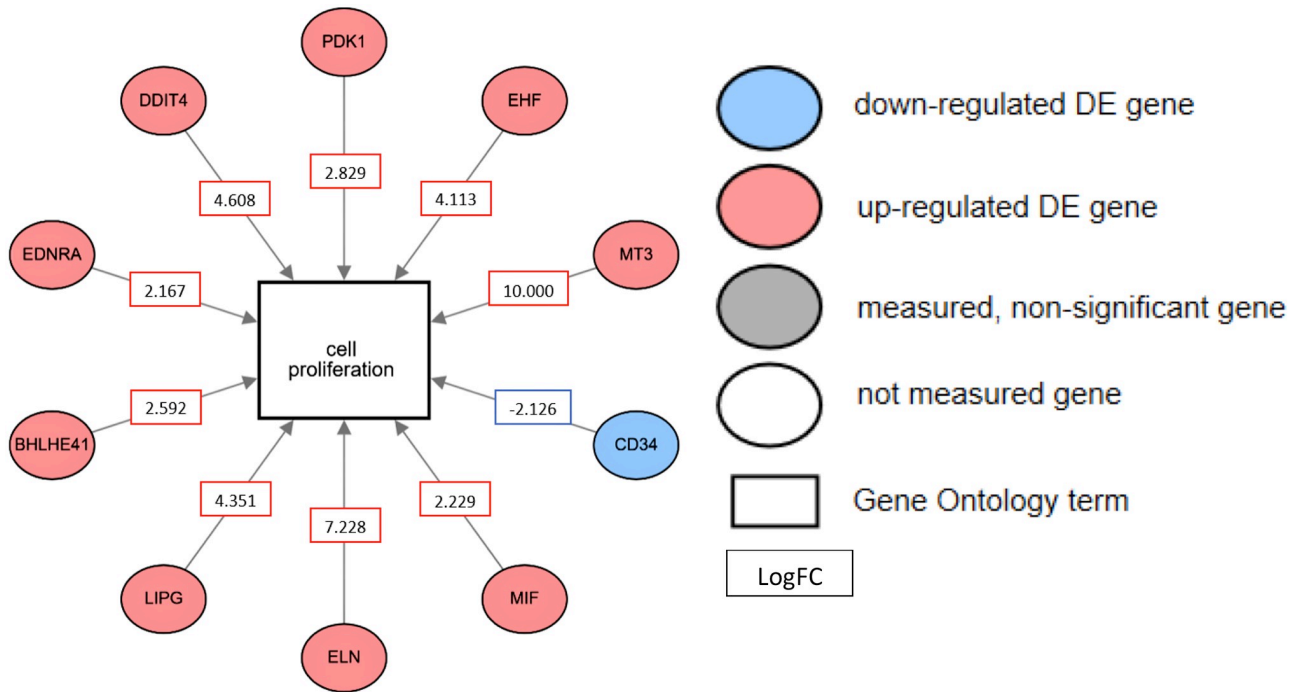 PDK1
DDIT4
EHF
2.829
4.608
4.113
EDNRA
MT3
2.167
10.000
cell
proliferation
2.592
-2.126
BHLHE41
CD34
4.351
2.229
7.228
LIPG
MIF
ELN
down-regulated DE gene
up-regulated DE gene
measured, non-significant gene
not measured gene
Gene Ontology term
LogFC